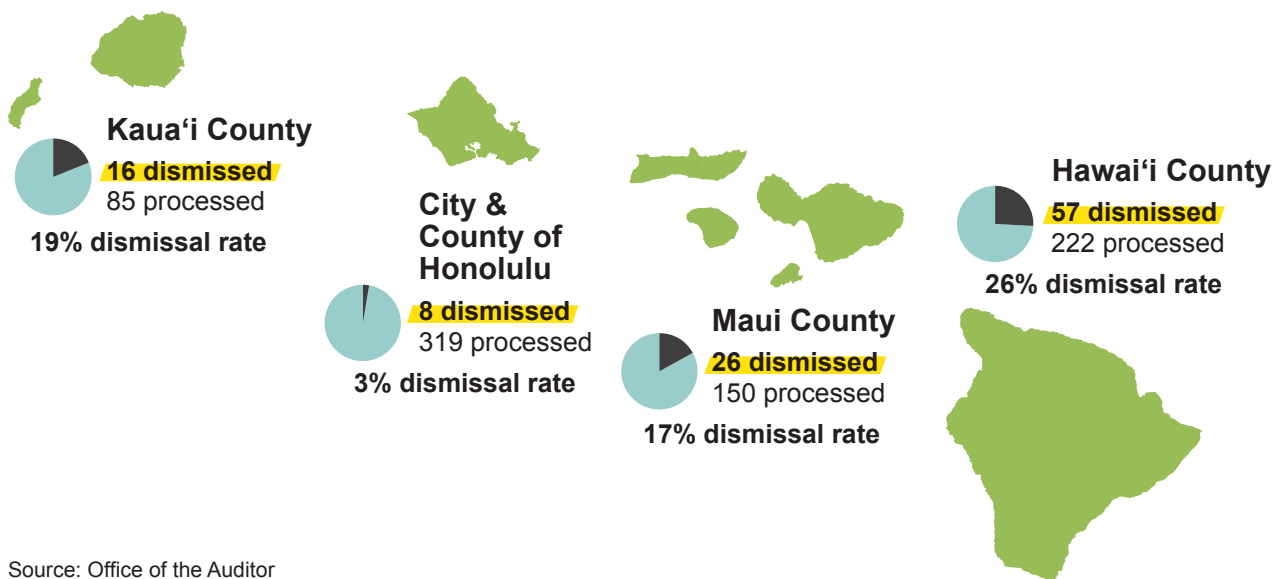 Kaua‘i County
16 dismissed
85 processed
19% dismissal rate
City &
County of
Honolulu
8 dismissed
319 processed
3% dismissal rate
Maui County
26 dismissed
150 processed
17% dismissal rate
Hawai‘i County
57 dismissed
222 processed
26% dismissal rate
Source: Office of the Auditor